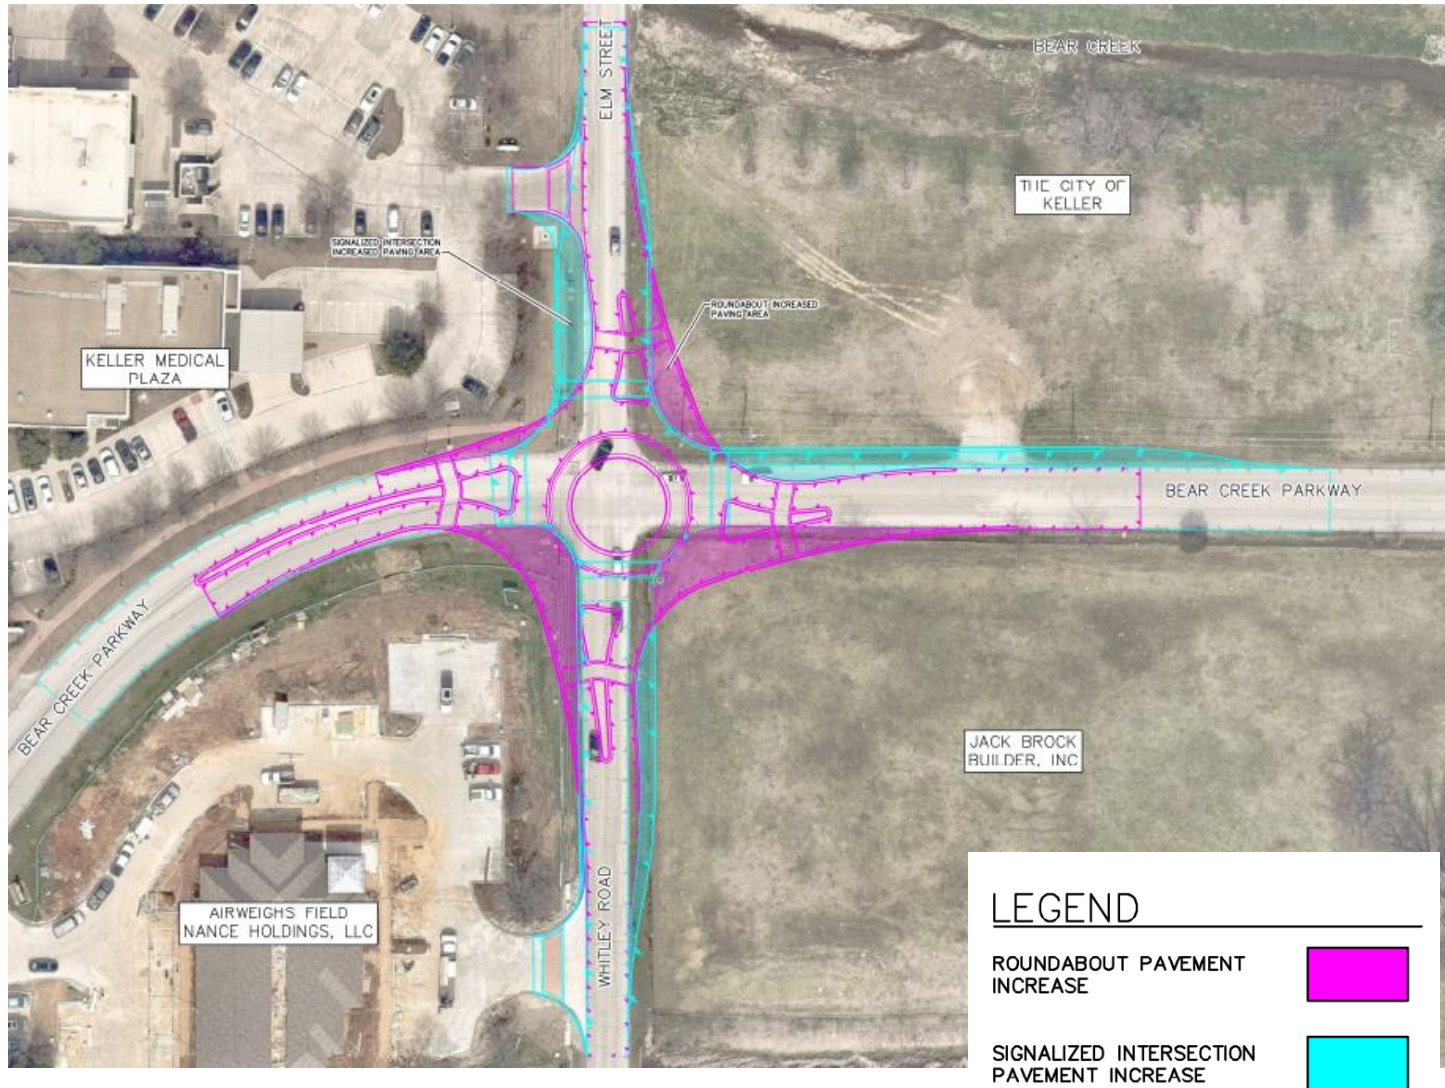 ELM STREET
BEAR CREEK
THE CITY OF
KELLER
SIGNALIZED INTERSECTION
INCREASED PAVING AREA
ROUNDABOUT INCREASED
PAVING AREA
KELLER MEDICAL
PLAZA
BEAR CREEK PARKWAY
BEAR CREEK PARKWAY
JACK BROCK
BUILDER, INC
AIRWEIGHS FIELD
NANCE HOLDINGS, LLC
WHITLEY ROAD
LEGEND
ROUNDABOUT PAVEMENT
INCREASE
SIGNALIZED INTERSECTION
PAVEMENT INCREASE